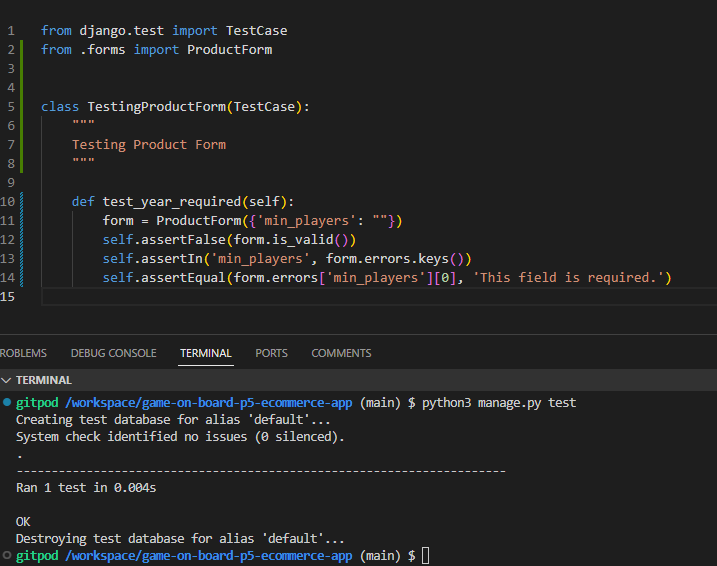 1 from django.test import TestCase
2 from .forms import ProductForm
3
4
5 class TestingProductForm(TestCase):
6 """
7 Testing Product Form
8 """
9
10 def test_year_required(self):
11 form = ProductForm({'min_players': ""})
12 self.assertFalse(form.is_valid())
13 self.assertIn('min_players', form.errors.keys())
14 self.assertEqual(form.errors['min_players'][0], 'This field is required.')
15
ROBLEMS DEBUG CONSOLE TERMINAL PORTS COMMENTS
TERMINAL
gitpod /workspace/game-on-board-p5-ecommerce-app (main) $ python3 manage.py test
Creating test database for alias 'default'...
System check identified no issues (0 silenced).
.
----------------------------------------------------------------------
Ran 1 test in 0.004s
OK
Destroying test database for alias 'default'...
gitpod /workspace/game-on-board-p5-ecommerce-app (main) $